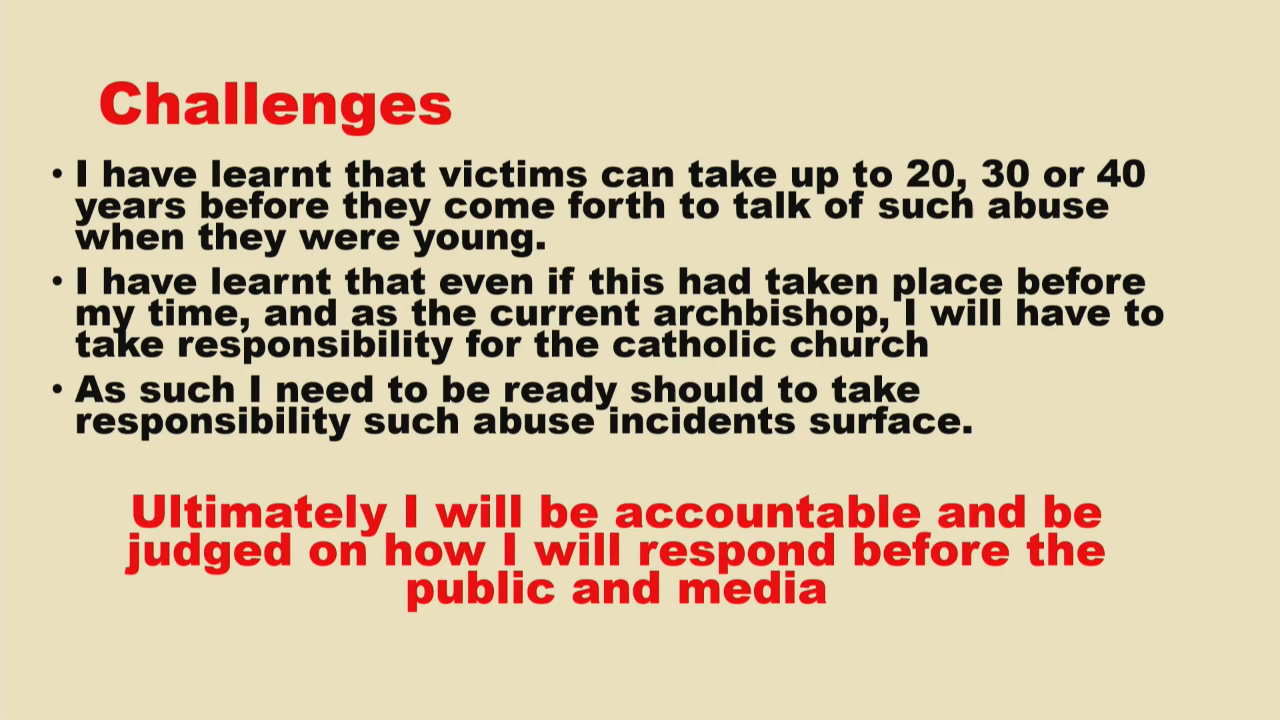 Challenges
• I have learnt that victims can take up to 20, 30 or 40
years before they come forth to talk of such abuse
when they were young.
• I have learnt that even if this had taken place before
my time, and as the current archbishop, I will have to
take responsibility for the catholic church
• As such I need to be ready should to take
responsibility such abuse incidents surface.
Ultimately I will be accountable and be
judged on how I will respond before the
public and media